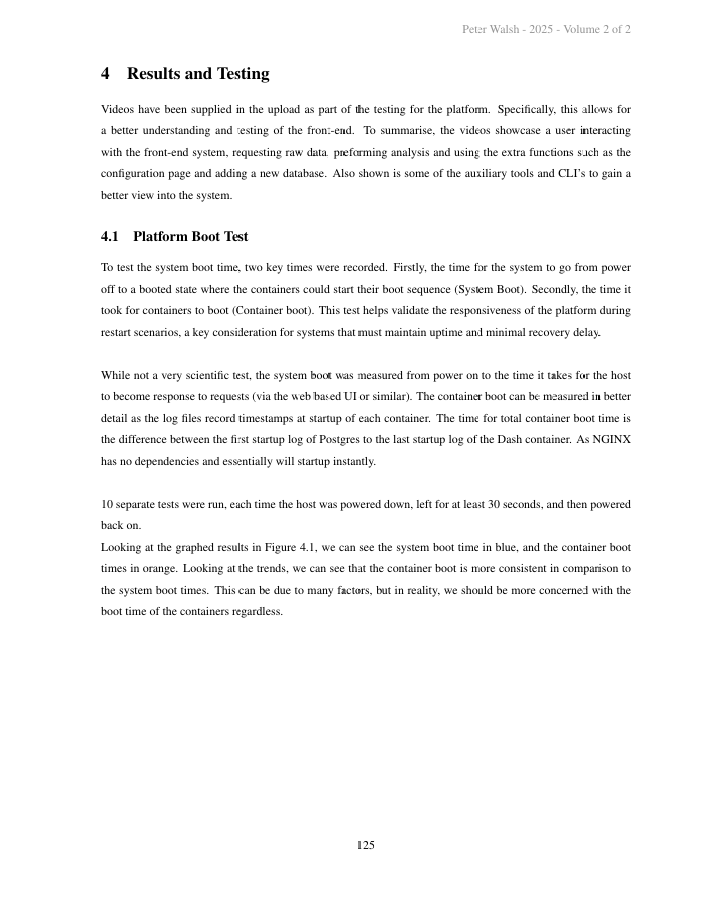 Peter Walsh - 2025 - Volume 2 of 2
4 Results and Testing
Videos have been supplied in the upload as part of the testing for the platform. Specifically, this allows for
a better understanding and testing of the front-end. To summarise, the videos showcase a user interacting
with the front-end system, requesting raw data, preforming analysis and using the extra functions such as the
configuration page and adding a new database. Also shown is some of the auxiliary tools and CLI's to gain a
better view into the system.
4.1 Platform Boot Test
To test the system boot time, two key times were recorded. Firstly, the time for the system to go from power
off to a booted state where the containers could start their boot sequence (System Boot). Secondly, the time it
took for containers to boot (Container boot). This test helps validate the responsiveness of the platform during
restart scenarios, a key consideration for systems that must maintain uptime and minimal recovery delay.
While not a very scientific test, the system boot was measured from power on to the time it takes for the host
to become response to requests (via the web based UI or similar). The container boot can be measured in better
detail as the log files record timestamps at startup of each container. The time for total container boot time is
the difference between the first startup log of Postgres to the last startup log of the Dash container. As NGINX
has no dependencies and essentially will startup instantly.
10 separate tests were run, each time the host was powered down, left for at least 30 seconds, and then powered
back on.
Looking at the graphed results in Figure 4.1, we can see the system boot time in blue, and the container boot
times in orange. Looking at the trends, we can see that the container boot is more consistent in comparison to
the system boot times. This can be due to many factors, but in reality, we should be more concerned with the
boot time of the containers regardless.
125